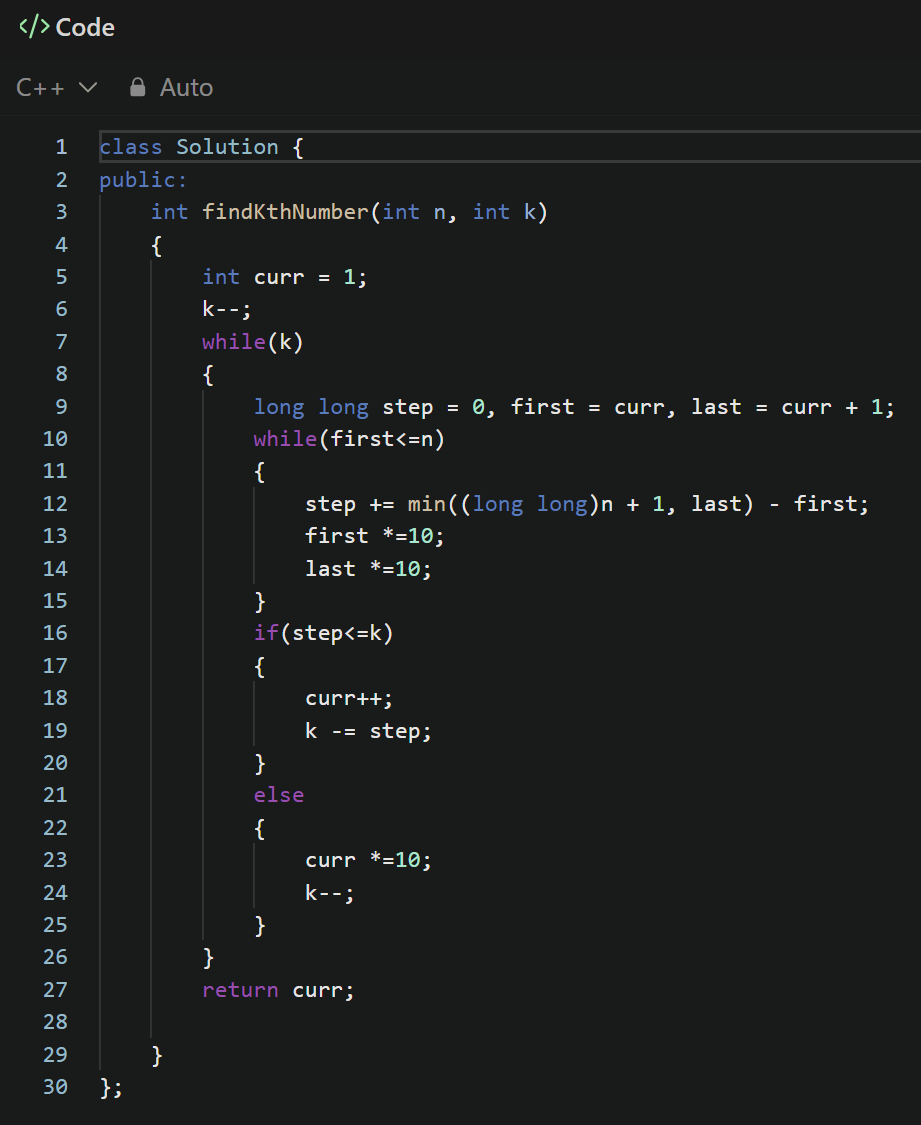 </> Code
C++ Auto
1 class Solution {
2 public:
3     int findKthNumber(int n, int k)
4     {
5         int curr = 1;
6         k--;
7         while(k)
8         {
9             long long step = 0, first = curr, last = curr + 1;
10             while(first<=n)
11             {
12                 step += min((long long)n + 1, last) - first;
13                 first *=10;
14                 last *=10;
15             }
16             if(step<=k)
17             {
18                 curr++;
19                 k -= step;
20             }
21             else
22             {
23                 curr *=10;
24                 k--;
25             }
26         }
27         return curr;
28
29     }
30 };